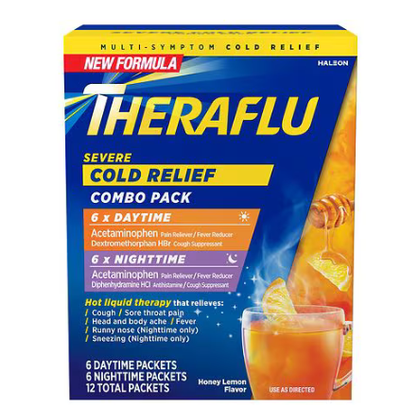 MULTI-SYMPTOM COLD RELIEF
NEW FORMULA
HALEON
THERAFLU
SEVERE
COLD RELIEF
COMBO PACK
6 x DAYTIME
Acetaminophen Pain Reliever / Fever Reducer
Dextromethorphan HBr Cough Suppressant
6 x NIGHTTIME
Acetaminophen Pain Reliever / Fever Reducer
Diphenhydramine HCl Antihistamine / Cough Suppressant
Hot liquid therapy that relieves:
/ Cough / Sore throat pain
/ Head and body ache / Fever
/ Runny nose (Nighttime only)
/ Sneezing (Nighttime only)
6 DAYTIME PACKETS
6 NIGHTTIME PACKETS
12 TOTAL PACKETS
Honey Lemon
Flavor
USE AS DIRECTED